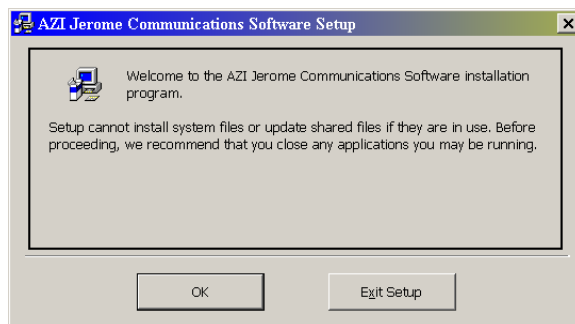 AZI Jerome Communications Software Setup
Welcome to the AZI Jerome Communications Software installation
program.
Setup cannot install system files or update shared files if they are in use. Before
proceeding, we recommend that you close any applications you may be running.
OK
Exit Setup